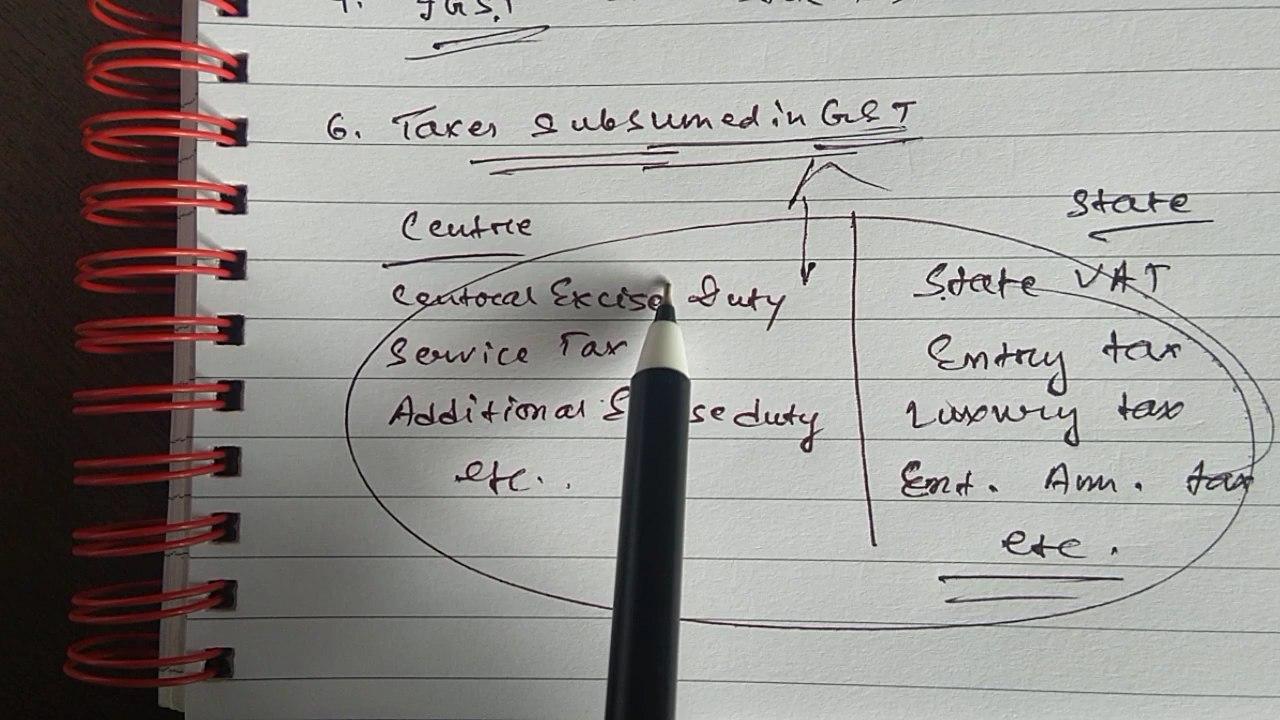 IGST
6. Taxes Subsumed in GST
Centre
State
Central Excise Duty
State VAT
Service Tax
Entry tax
Additional duty
Luxury tax
etc..
Ent. Am. tax
etc.